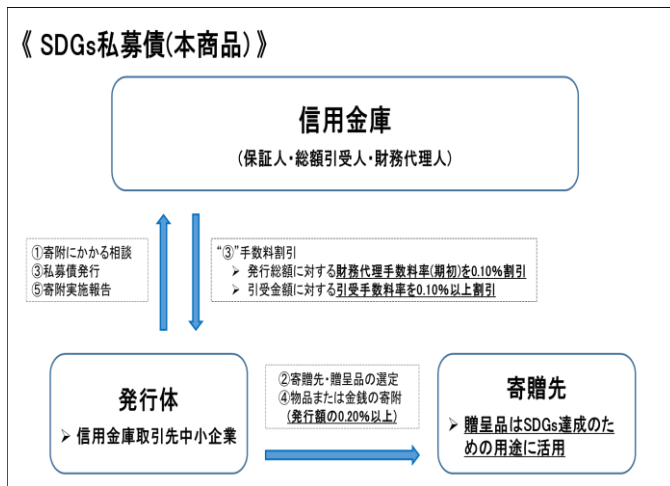 《 SDGs私募債(本商品) 》
信用金庫
(保証人・総額引受人・財務代理人)
①寄附にかかる相談
③私募債発行
⑤寄附実施報告
“③”手数料割引
➢ 発行総額に対する財務代理手数料率(期初)を0.10%割引
➢ 引受金額に対する引受手数料率を0.10%以上割引
発行体
➢ 信用金庫取引先中小企業
②寄贈先・贈呈品の選定
④物品または金銭の寄附
(発行額の0.20%以上)
寄贈先
➢ 贈呈品はSDGs達成のた
めの用途に活用